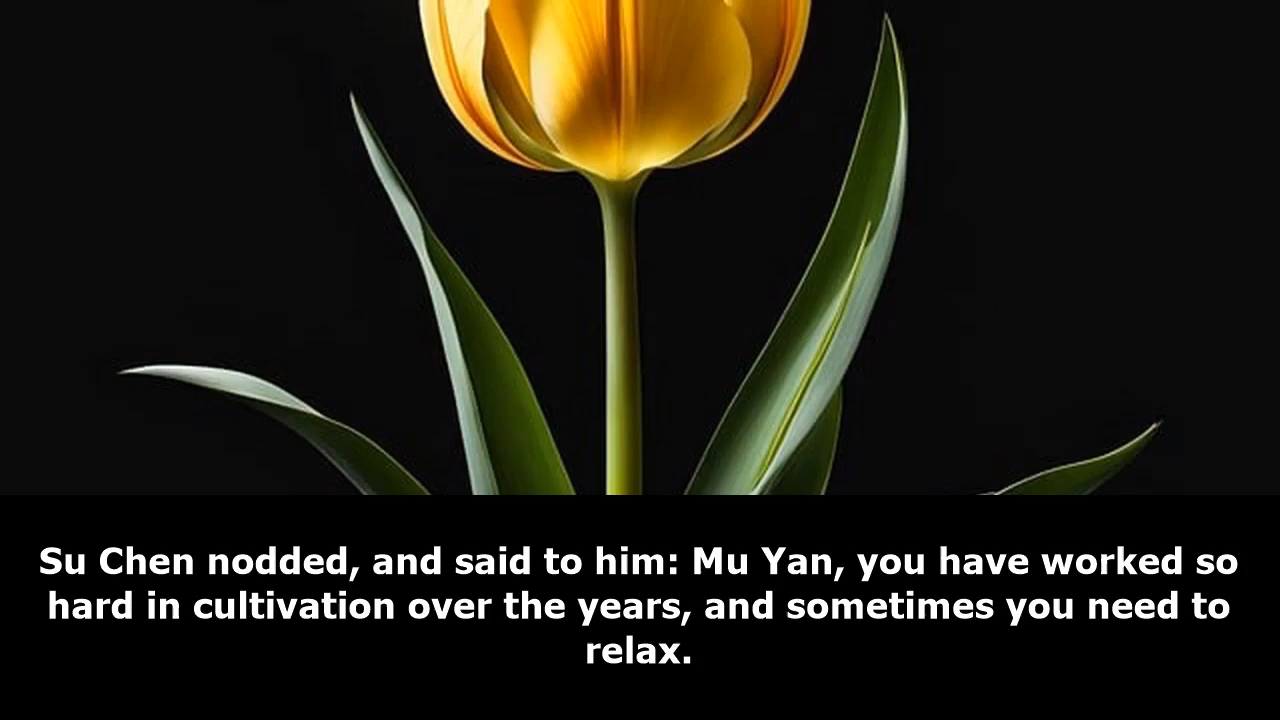 Su Chen nodded, and said to him: Mu Yan, you have worked so
hard in cultivation over the years, and sometimes you need to
relax.